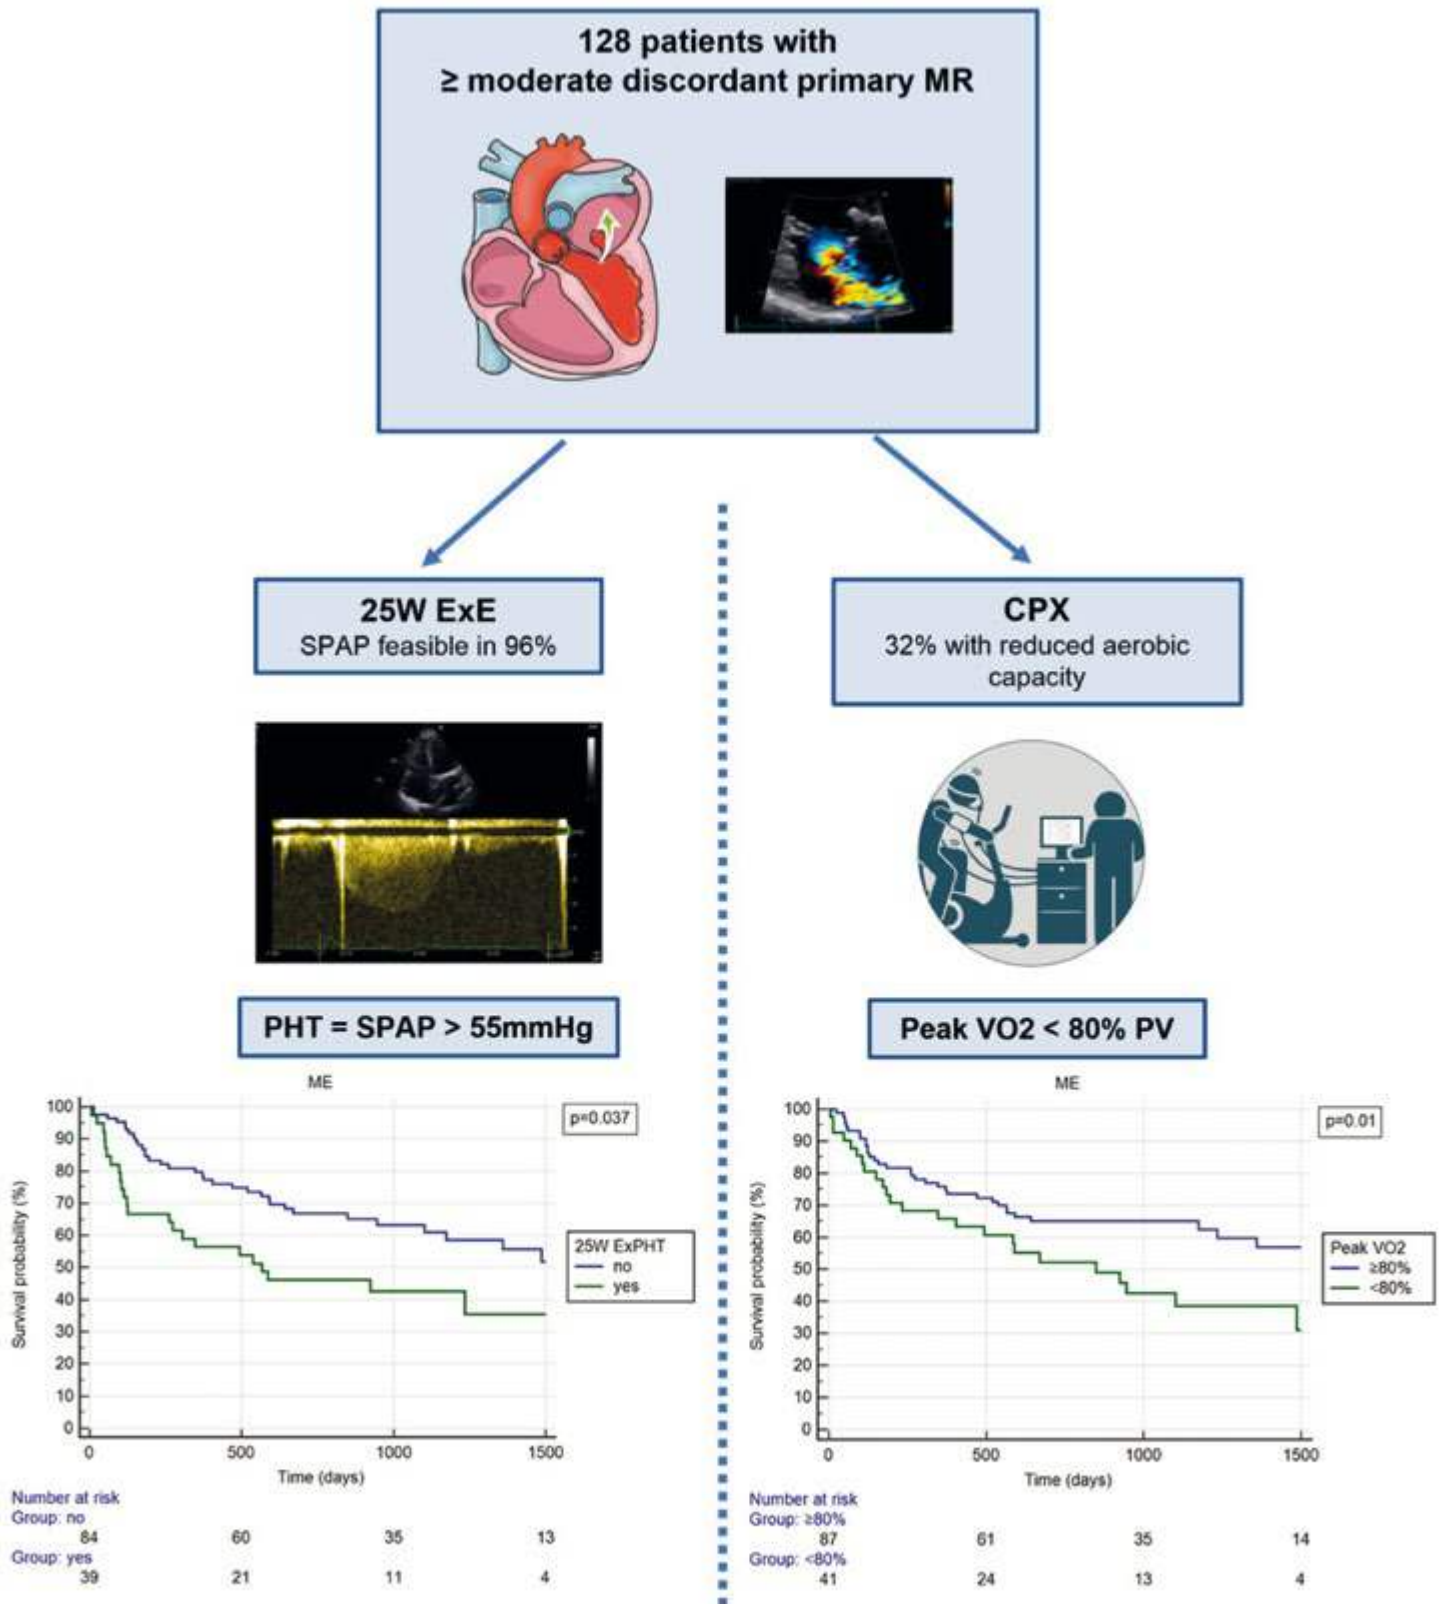 128 patients with
≥ moderate discordant primary MR
25W ExE
SPAP feasible in 96%
CPX
32% with reduced aerobic
capacity
PHT = SPAP > 55mmHg
Peak VO2 < 80% PV
ME
p=0.037
Survival probability (%)
100
90
80
70
60
50
40
30
20
10
0
0 500 1000 1500
Time (days)
25W ExPHT
no
yes
Number at risk
Group: no
84 60 35 13
Group: yes
39 21 11 4
ME
p=0.01
Survival probability (%)
100
90
80
70
60
50
40
30
20
10
0
0 500 1000 1500
Time (days)
Peak VO2
≥80%
<80%
Number at risk
Group: ≥80%
87 61 35 14
Group: <80%
41 24 13 4